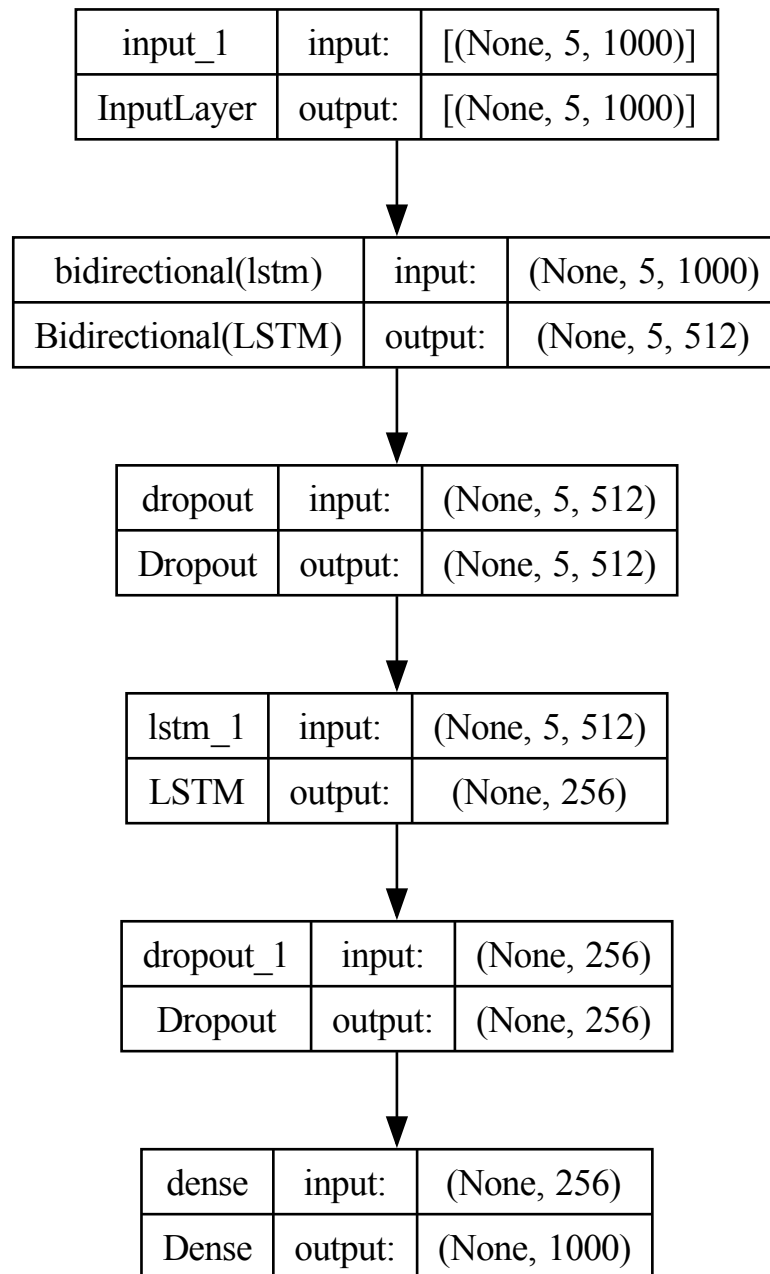 input_1 input: [(None, 5, 1000)]
InputLayer output: [(None, 5, 1000)]
bidirectional(lstm) input: (None, 5, 1000)
Bidirectional(LSTM) output: (None, 5, 512)
dropout input: (None, 5, 512)
Dropout output: (None, 5, 512)
lstm_1 input: (None, 5, 512)
LSTM output: (None, 256)
dropout_1 input: (None, 256)
Dropout output: (None, 256)
dense input: (None, 256)
Dense output: (None, 1000)